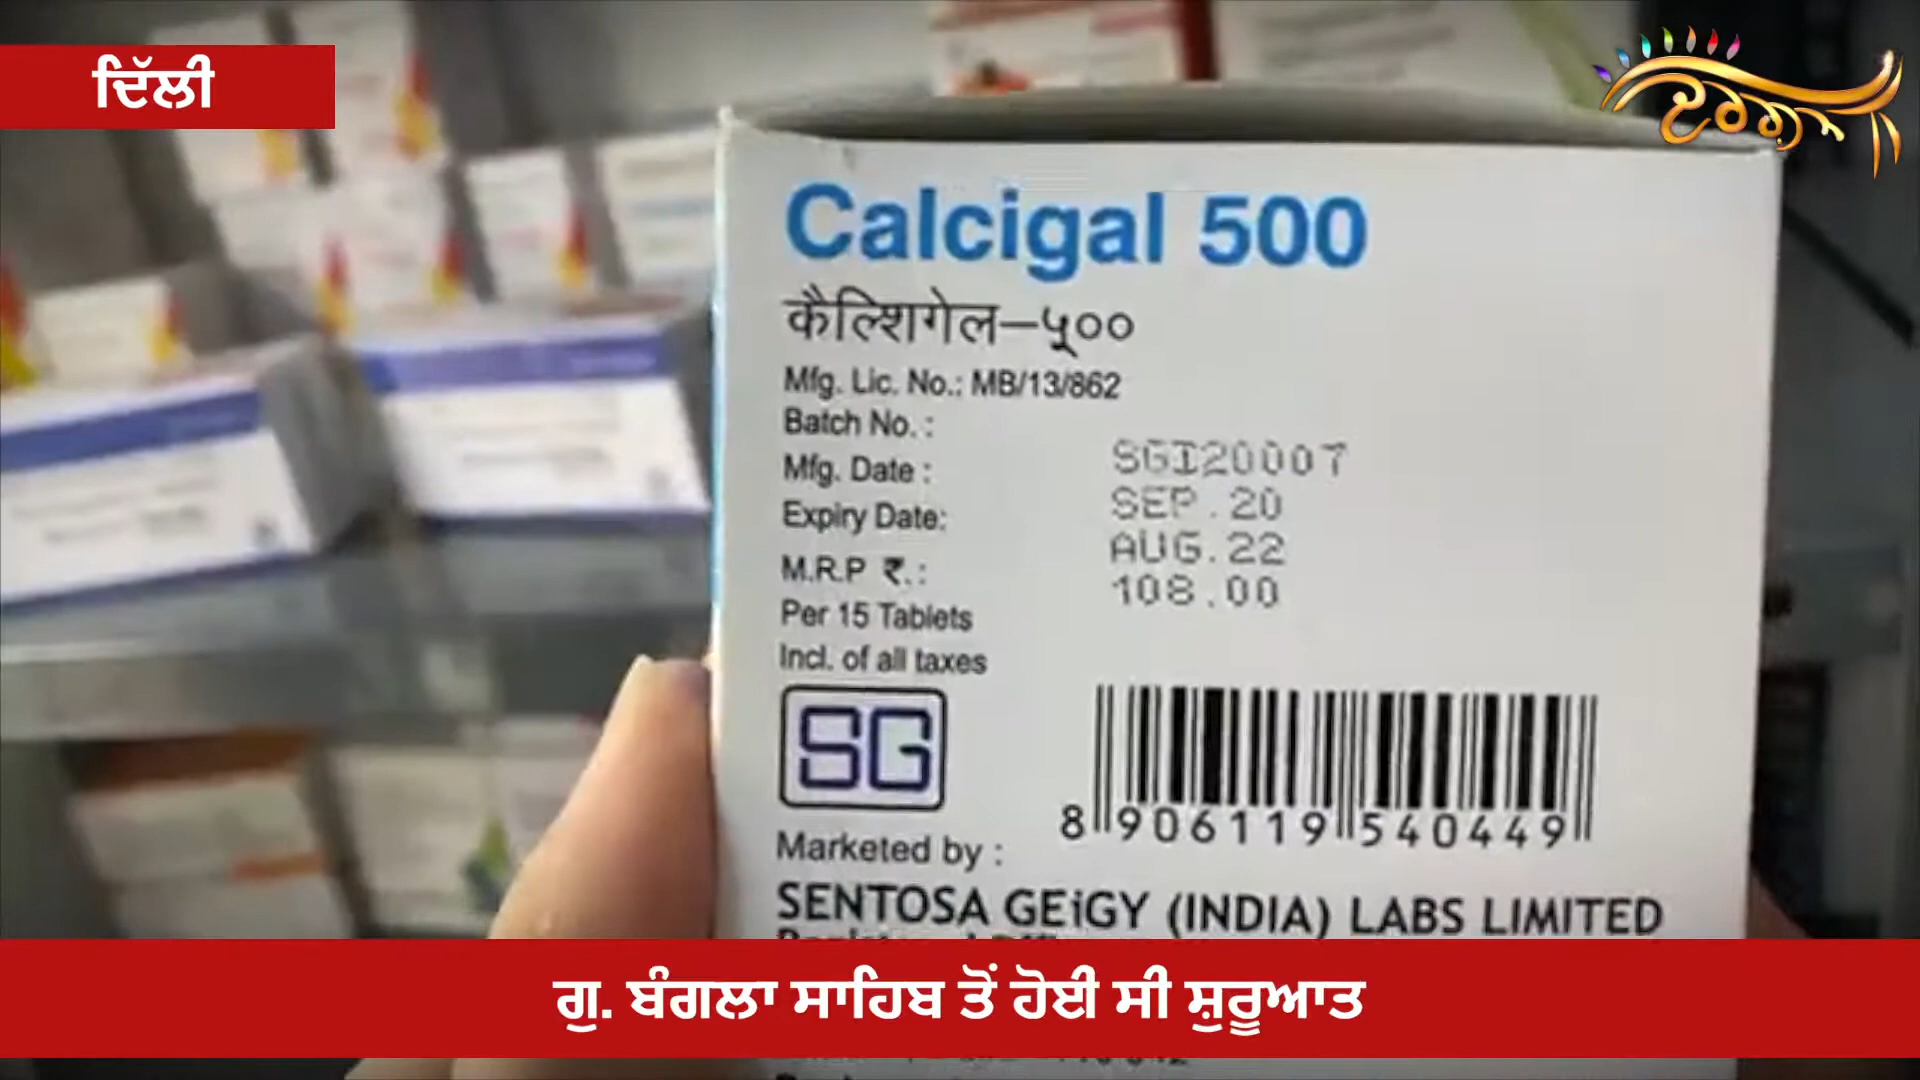 ਦਿੱਲੀ
ਦਰਗਾਹ
Calcigal 500
कैल्शिगेल–५००
Mfg. Lic. No.: MB/13/862
Batch No. : SGI20007
Mfg. Date : SEP.20
Expiry Date: AUG.22
M.R.P ₹.: 108.00
Per 15 Tablets
Incl. of all taxes
SG
8 906119 540449
Marketed by :
SENTOSA GEiGY (INDIA) LABS LIMITED
ਗੁ. ਬੰਗਲਾ ਸਾਹਿਬ ਤੋਂ ਹੋਈ ਸੀ ਸ਼ੁਰੂਆਤ